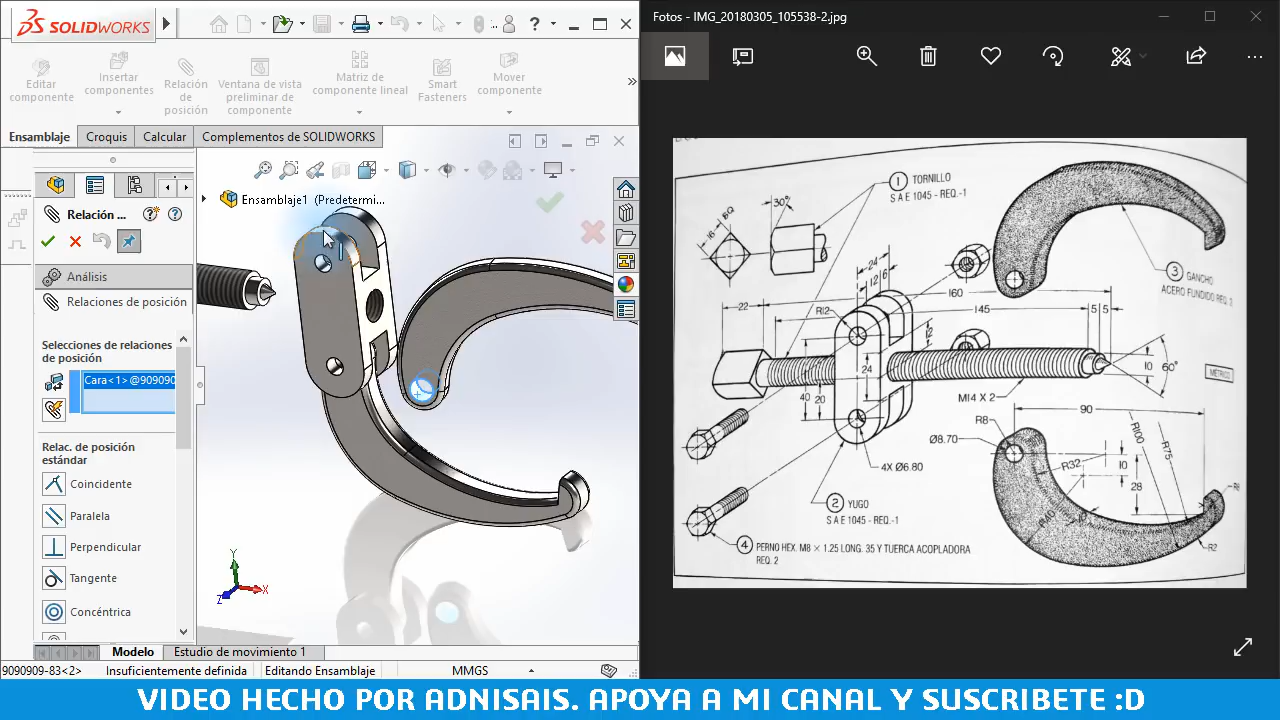 SOLIDWORKS
?
Editar
componente
Insertar
componentes
Relación
de
posición
Ventana de vista
preliminar de
componente
Matriz de
componente lineal
Smart
Fasteners
Mover
componente
»
Ensamblaje
Croquis
Calcular
Complementos de SOLIDWORKS
Ensamblaje1 (Predetermi...
Relación ...
Análisis
Relaciones de posición
Selecciones de relaciones
de posición
Cara<1>@909090
Relac. de posición
estándar
Coincidente
Paralela
Perpendicular
Tangente
Concéntrica
Y
X
Z
Modelo
Estudio de movimiento 1
9090909-83<2>
Insuficientemente definida
Editando Ensamblaje
MMGS
Fotos - IMG_20180305_105538-2.jpg
1 TORNILLO
S A E 1045 - REQ.-1
30°
16
24
12
6
22
160
145
5
5
R12
12
3 GANCHO
24
40
20
M14 X 2
10
60°
MÉTRICO
90
R8
Ø8.70
R100
R75
R32
10
28
R40
R2
4X Ø6.80
2 YUGO
S A E 1045 - REQ.-1
4 PERNO HEX. M8 × 1.25 LONG. 35 Y TUERCA ACOPLADORA
REQ. 2
VIDEO HECHO POR ADNISAIS. APOYA A MI CANAL Y SUSCRIBETE :D